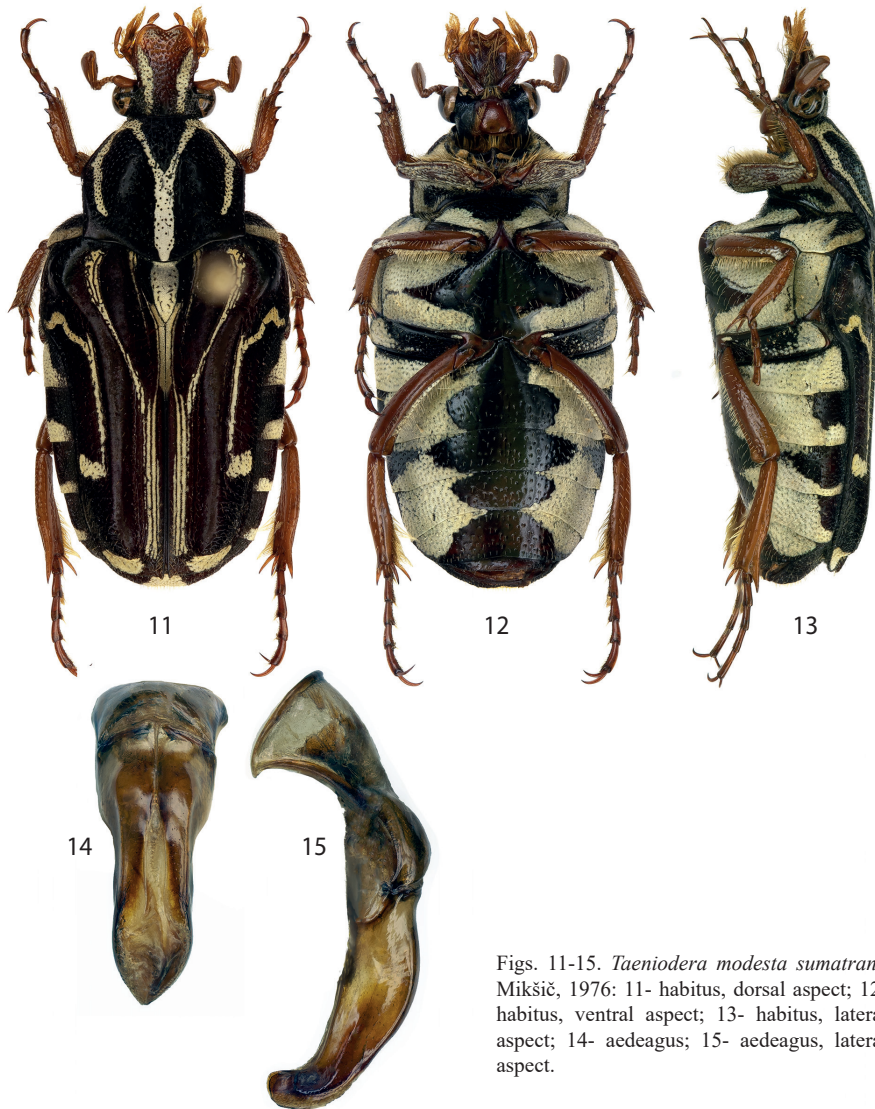 11
12
13
14
15
Figs. 11-15. Taeniodera modesta sumatran
Mikšič, 1976: 11- habitus, dorsal aspect; 12
habitus, ventral aspect; 13- habitus, latera
aspect; 14- aedeagus; 15- aedeagus, latera
aspect.